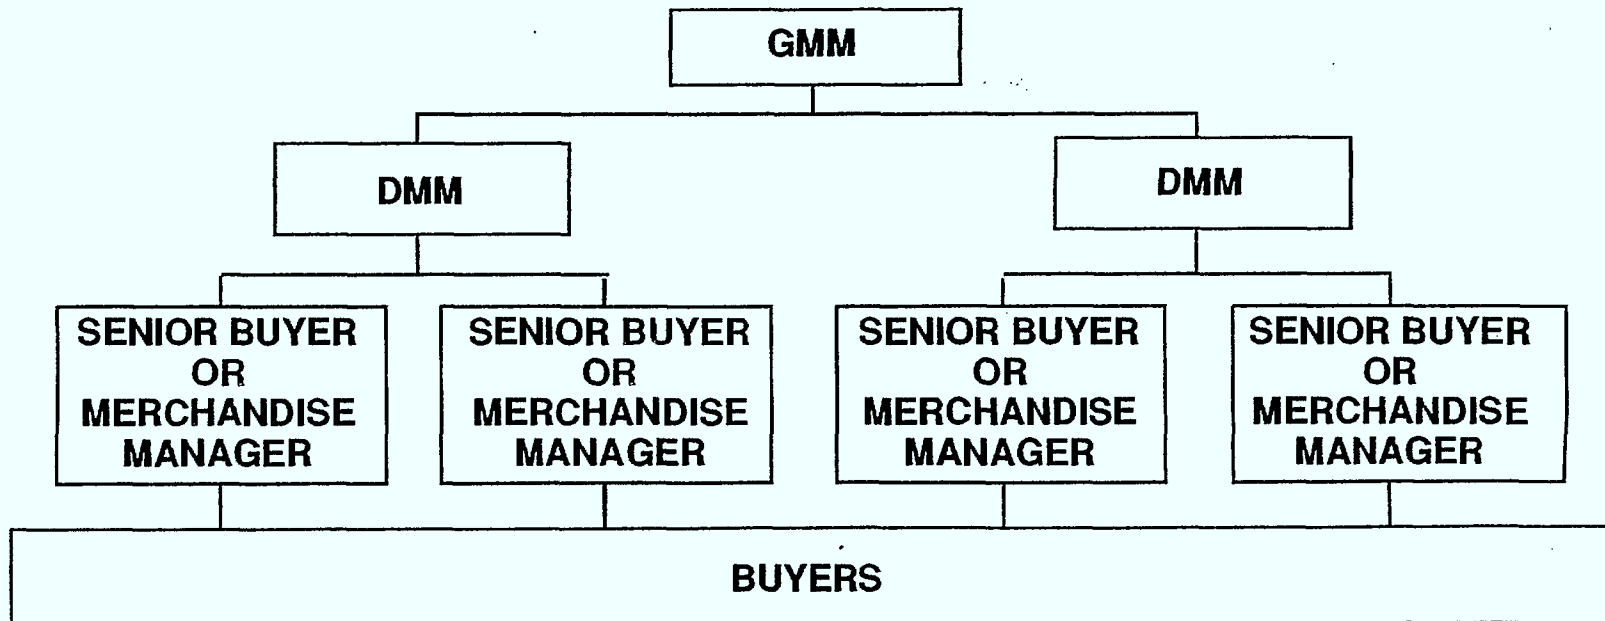 GMM
DMM
DMM
SENIOR BUYER
OR
MERCHANDISE
MANAGER
SENIOR BUYER
OR
MERCHANDISE
MANAGER
SENIOR BUYER
OR
MERCHANDISE
MANAGER
SENIOR BUYER
OR
MERCHANDISE
MANAGER
BUYERS